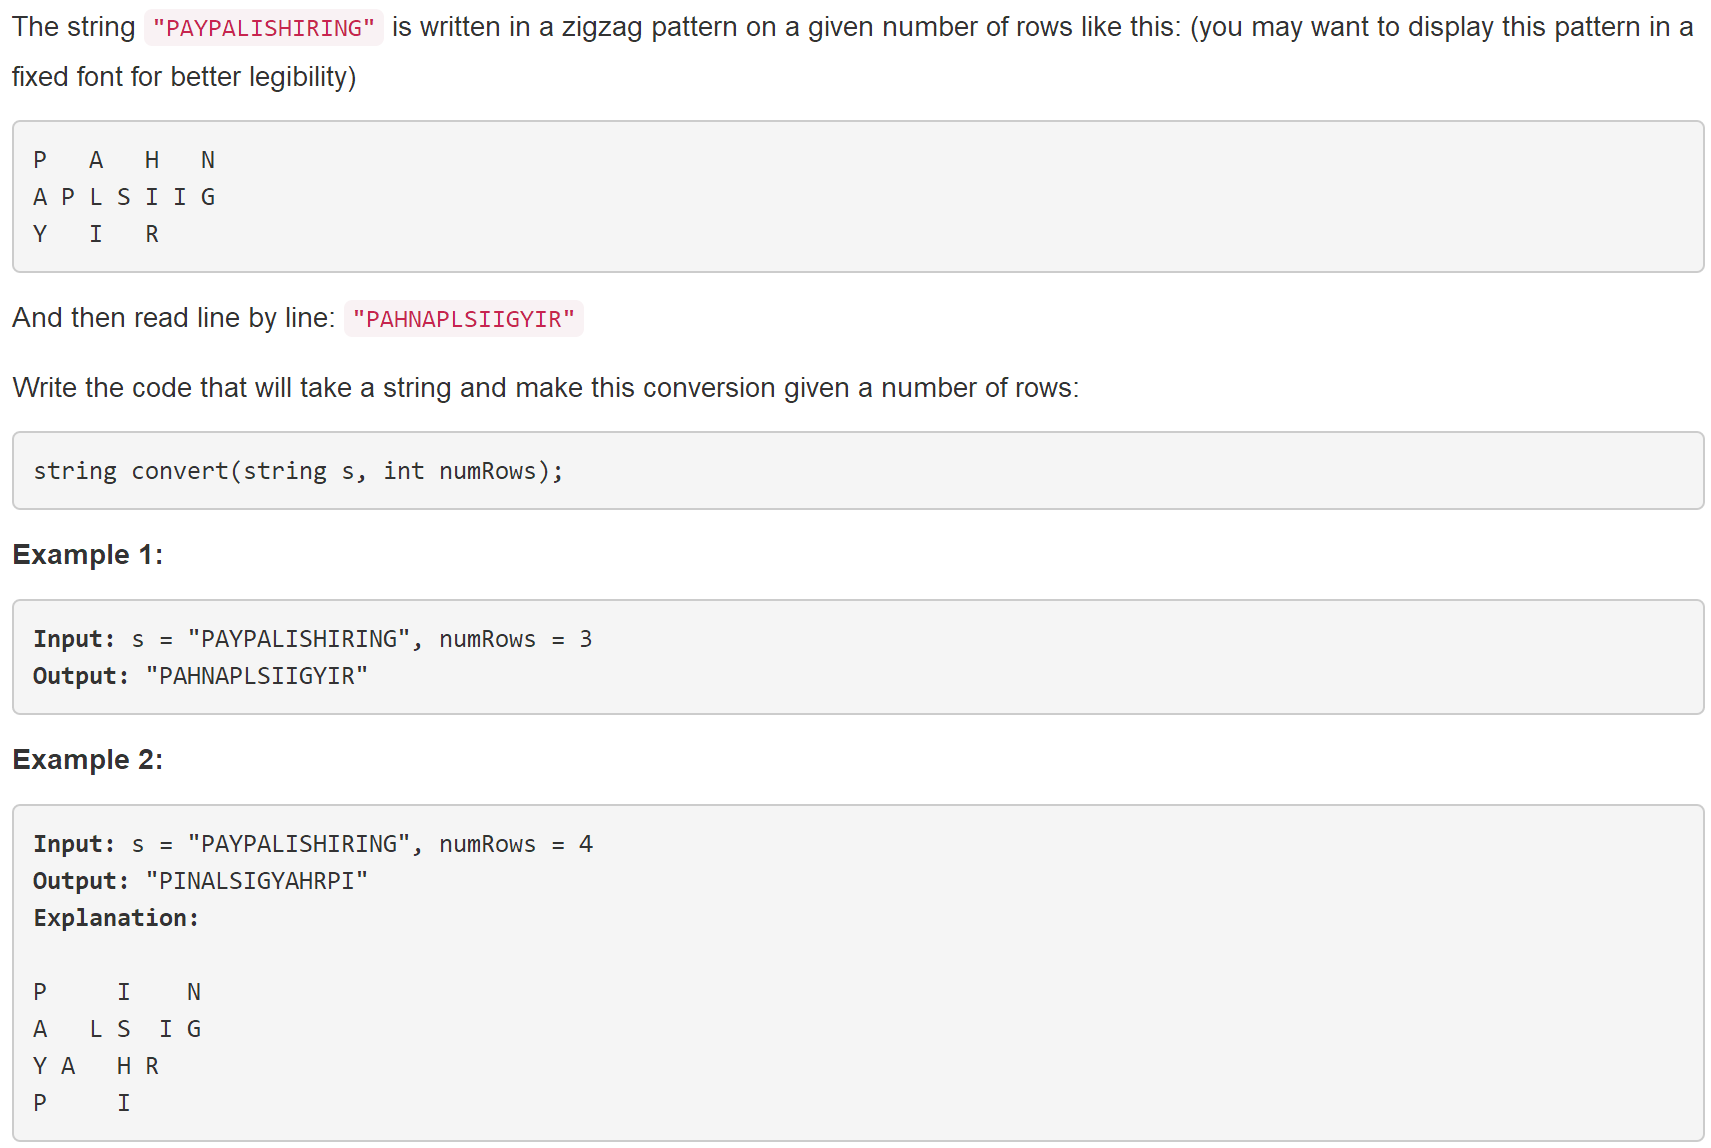 The string "PAYPALISHIRING" is written in a zigzag pattern on a given number of rows like this: (you may want to display this pattern in a
fixed font for better legibility)
P   A   H   N
A P L S I I G
Y   I   R
And then read line by line: "PAHNAPLSIIGYIR"
Write the code that will take a string and make this conversion given a number of rows:
string convert(string s, int numRows);
Example 1:
Input: s = "PAYPALISHIRING", numRows = 3
Output: "PAHNAPLSIIGYIR"
Example 2:
Input: s = "PAYPALISHIRING", numRows = 4
Output: "PINALSIGYAHRPI"
Explanation:
P     I    N
A   L S  I G
Y A   H R
P     I